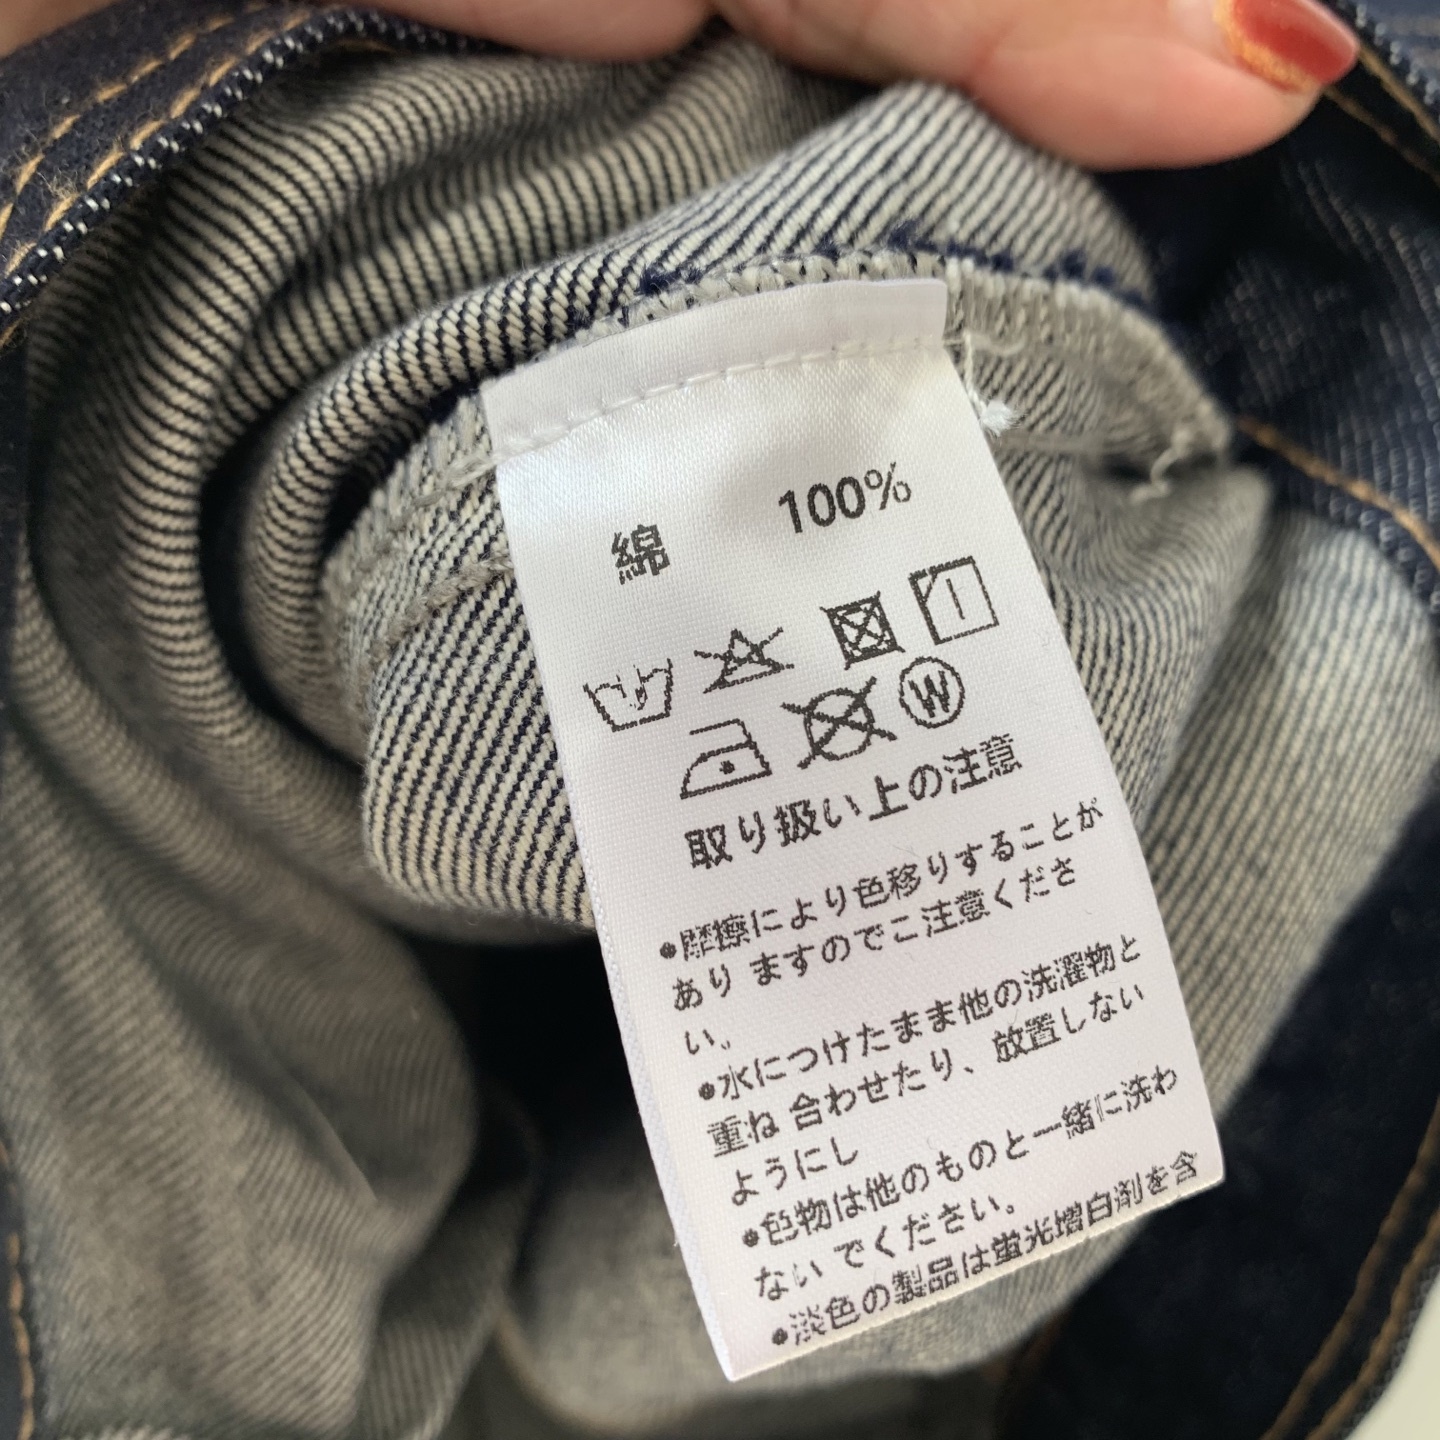 綿 100%
W
取り扱い上の注意
•摩擦により色移りすることが
あり ますのでご注意くださ
い。
•水につけたまま他の洗濯物と
重ね 合わせたり、放置しない
ようにし
•色物は他のものと一緒に洗わ
ない でください。
•淡色の製品は蛍光増白剤を含